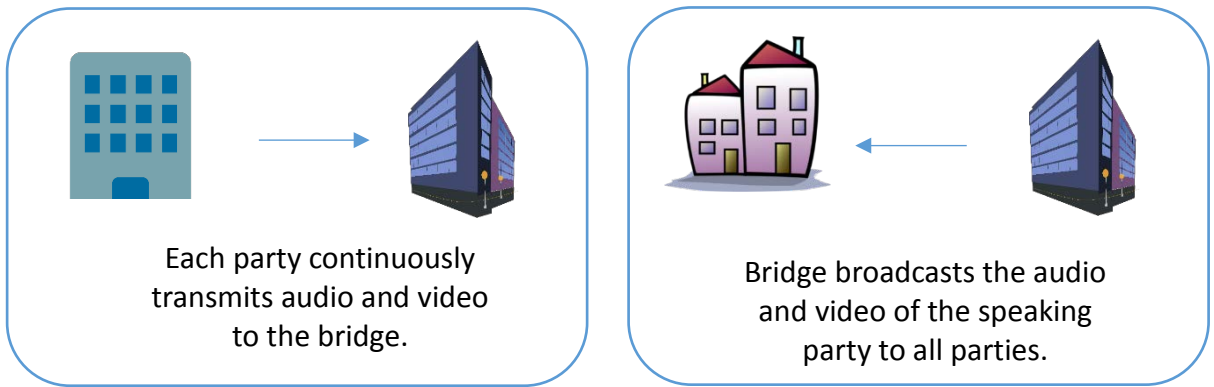 Each party continuously
transmits audio and video
to the bridge.
Bridge broadcasts the audio
and video of the speaking
party to all parties.